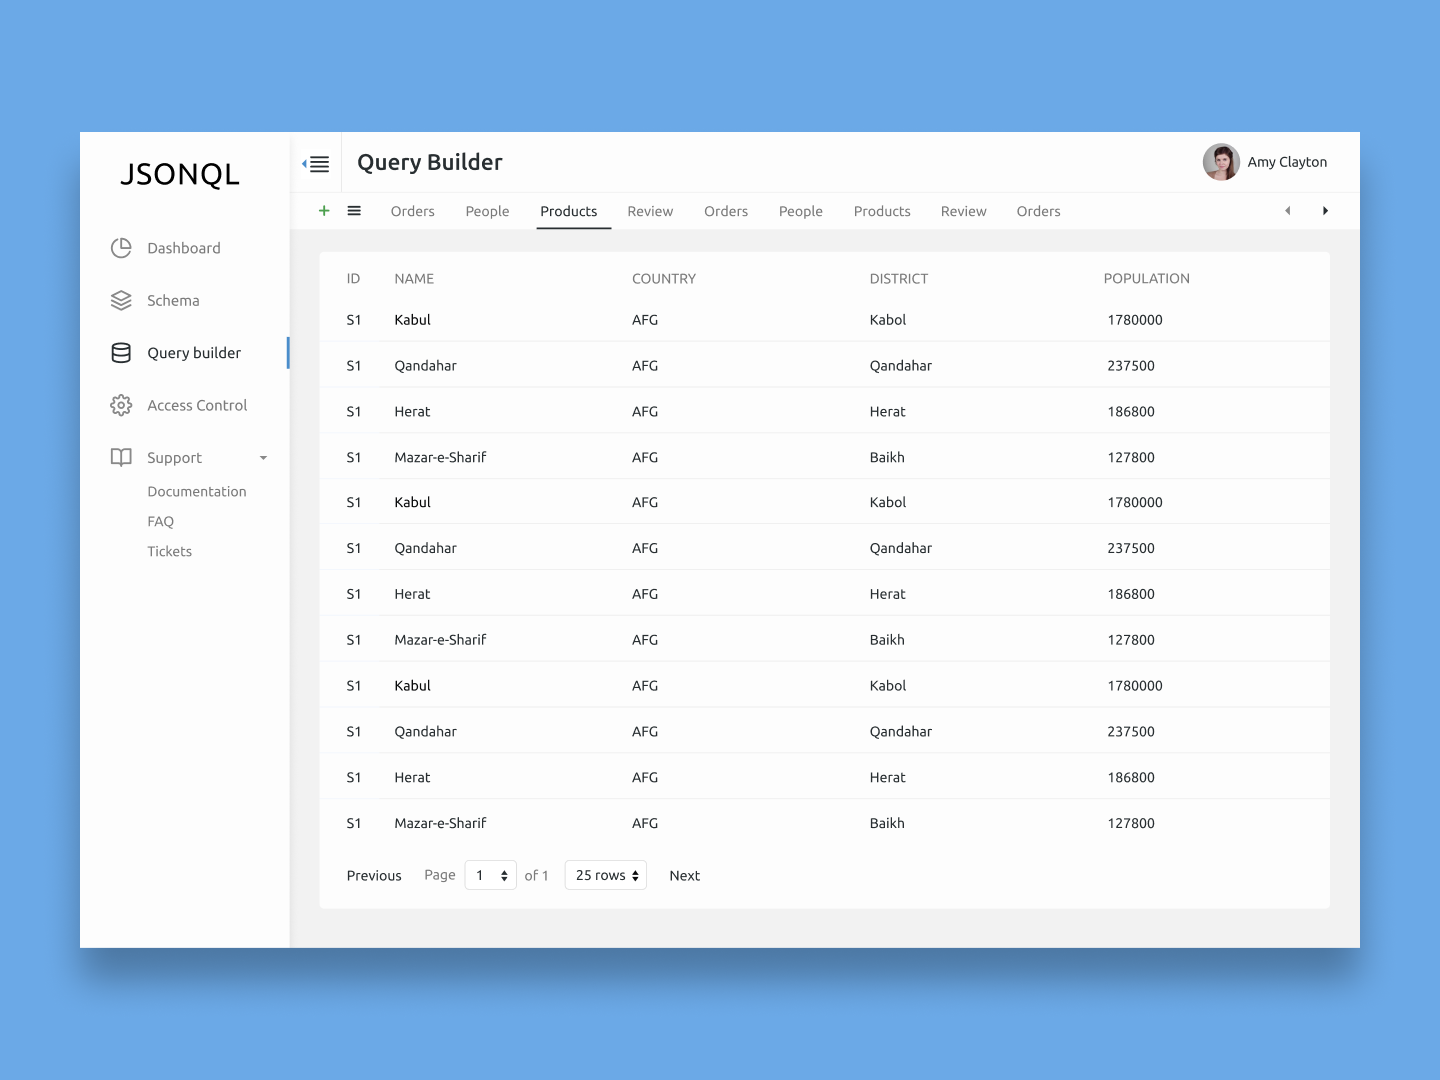 JSONQL
Dashboard
Schema
Query builder
Access Control
Support
Documentation
FAQ
Tickets
Query Builder
Amy Clayton
+ Orders People Products Review Orders People Products Review Orders
ID NAME COUNTRY DISTRICT POPULATION
S1 Kabul AFG Kabol 1780000
S1 Qandahar AFG Qandahar 237500
S1 Herat AFG Herat 186800
S1 Mazar-e-Sharif AFG Baikh 127800
S1 Kabul AFG Kabol 1780000
S1 Qandahar AFG Qandahar 237500
S1 Herat AFG Herat 186800
S1 Mazar-e-Sharif AFG Baikh 127800
S1 Kabul AFG Kabol 1780000
S1 Qandahar AFG Qandahar 237500
S1 Herat AFG Herat 186800
S1 Mazar-e-Sharif AFG Baikh 127800
Previous Page 1 of 1 25 rows Next